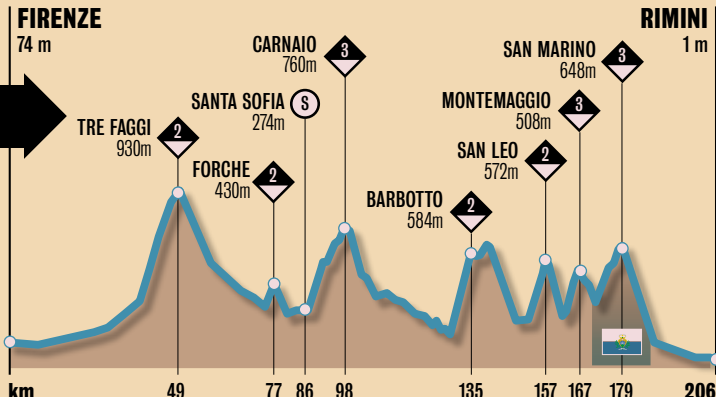 FIRENZE
74 m
RIMINI
1 m
CARNAIO
760m
3
SAN MARINO
648m
3
SANTA SOFIA
274m
S
MONTEMAGGIO
508m
3
TRE FAGGI
930m
2
SAN LEO
572m
2
FORCHE
430m
2
BARBOTTO
584m
2
km 49 77 86 98 135 157 167 179 206